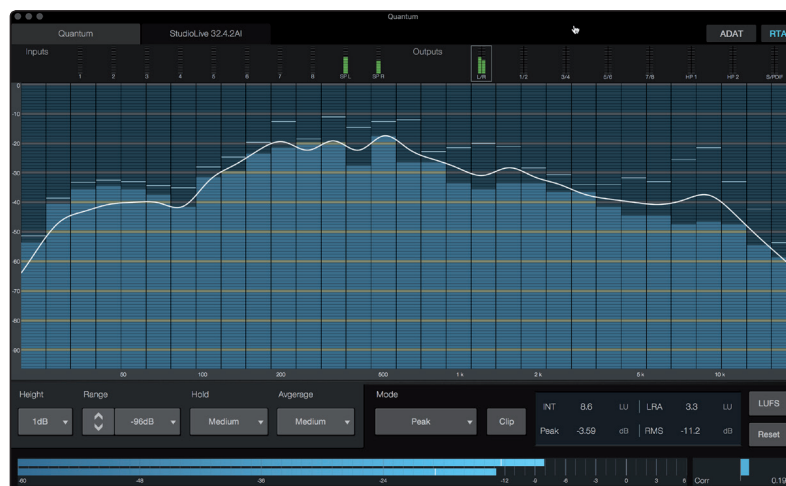 Quantum
Quantum StudioLive 32.4.2AI ADAT RTA
Inputs Outputs
1 2 3 4 5 6 7 8 SP L SP R L/R 1/2 3/4 5/6 7/8 HP 1 HP 2 S/PDIF
0
-10
-20
-30
-40
-50
-60
-70
-80
-90
50 100 200 500 1 k 2 k 5 k 10 k
Height Range Hold Avgerage Mode
1dB -96dB Medium Medium Peak Clip
INT 8.6 LU LRA 3.3 LU LUFS
Peak -3.59 dB RMS -11.2 dB Reset
-60 -48 -36 -24 -12 -9 -6 -3 0 3 6 Corr 0.19